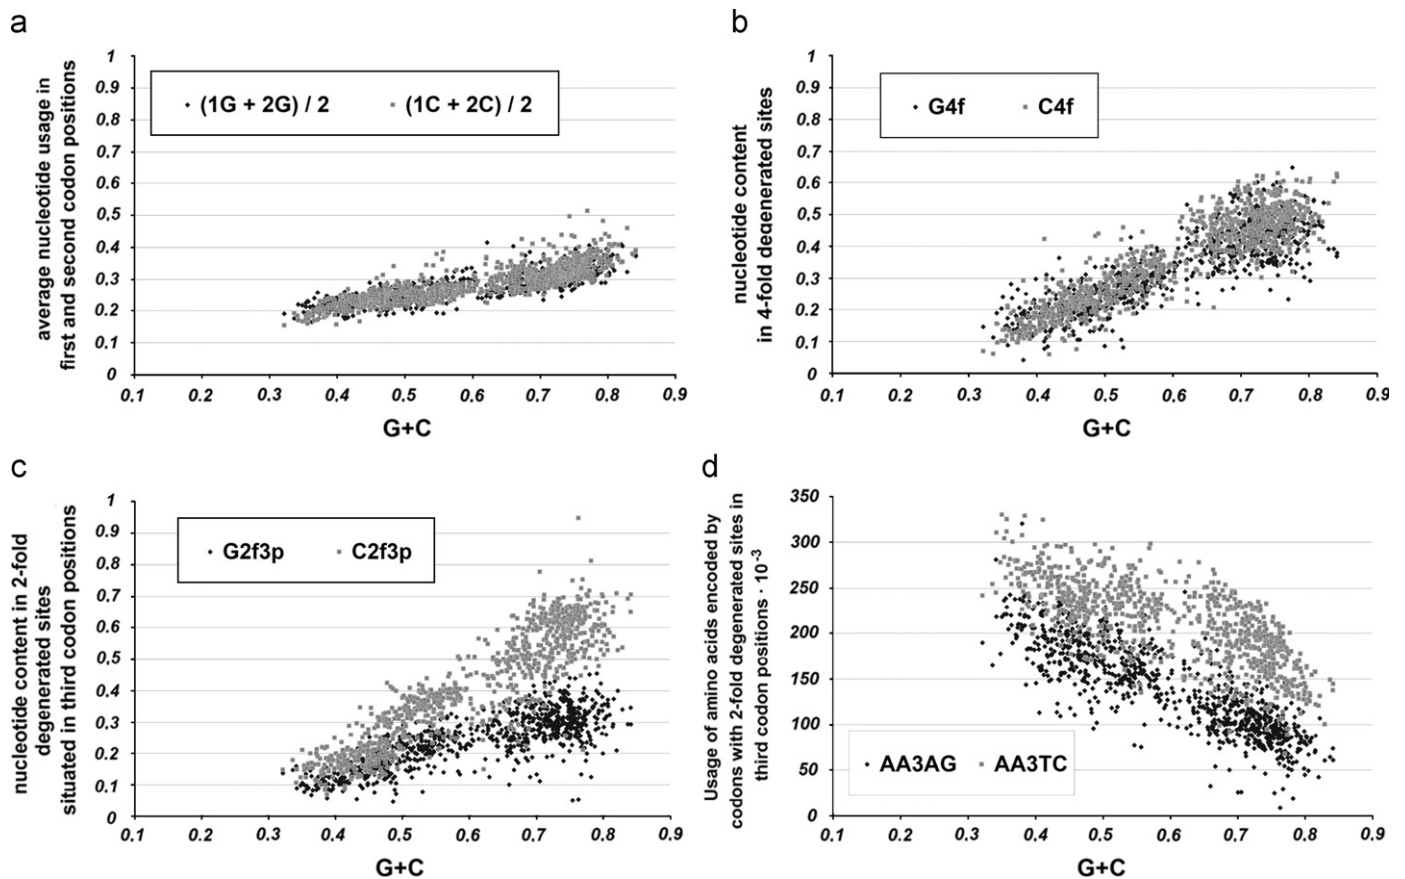 a
average nucleotide usage in
first and second codon positions
1
0.9
0.8
0.7
0.6
0.5
0.4
0.3
0.2
0.1
0
(1G + 2G) / 2
(1C + 2C) / 2
0.1
0.2
0.3
0.4
0.5
0.6
0.7
0.8
0.9
G+C
b
nucleotide content
in 4-fold degenerated sites
1
0.9
0.8
0.7
0.6
0.5
0.4
0.3
0.2
0.1
0
G4f
C4f
0.1
0.2
0.3
0.4
0.5
0.6
0.7
0.8
0.9
G+C
c
nucleotide content in 2-fold
degenerated sites
situated in third codon positions
1
0.9
0.8
0.7
0.6
0.5
0.4
0.3
0.2
0.1
0
G2f3p
C2f3p
0.1
0.2
0.3
0.4
0.5
0.6
0.7
0.8
0.9
G+C
d
Usage of amino acids encoded by
codons with 2-fold degenerated sites in
third codon positions · 10⁻³
350
300
250
200
150
100
50
0
AA3AG
AA3TC
0.1
0.2
0.3
0.4
0.5
0.6
0.7
0.8
0.9
G+C